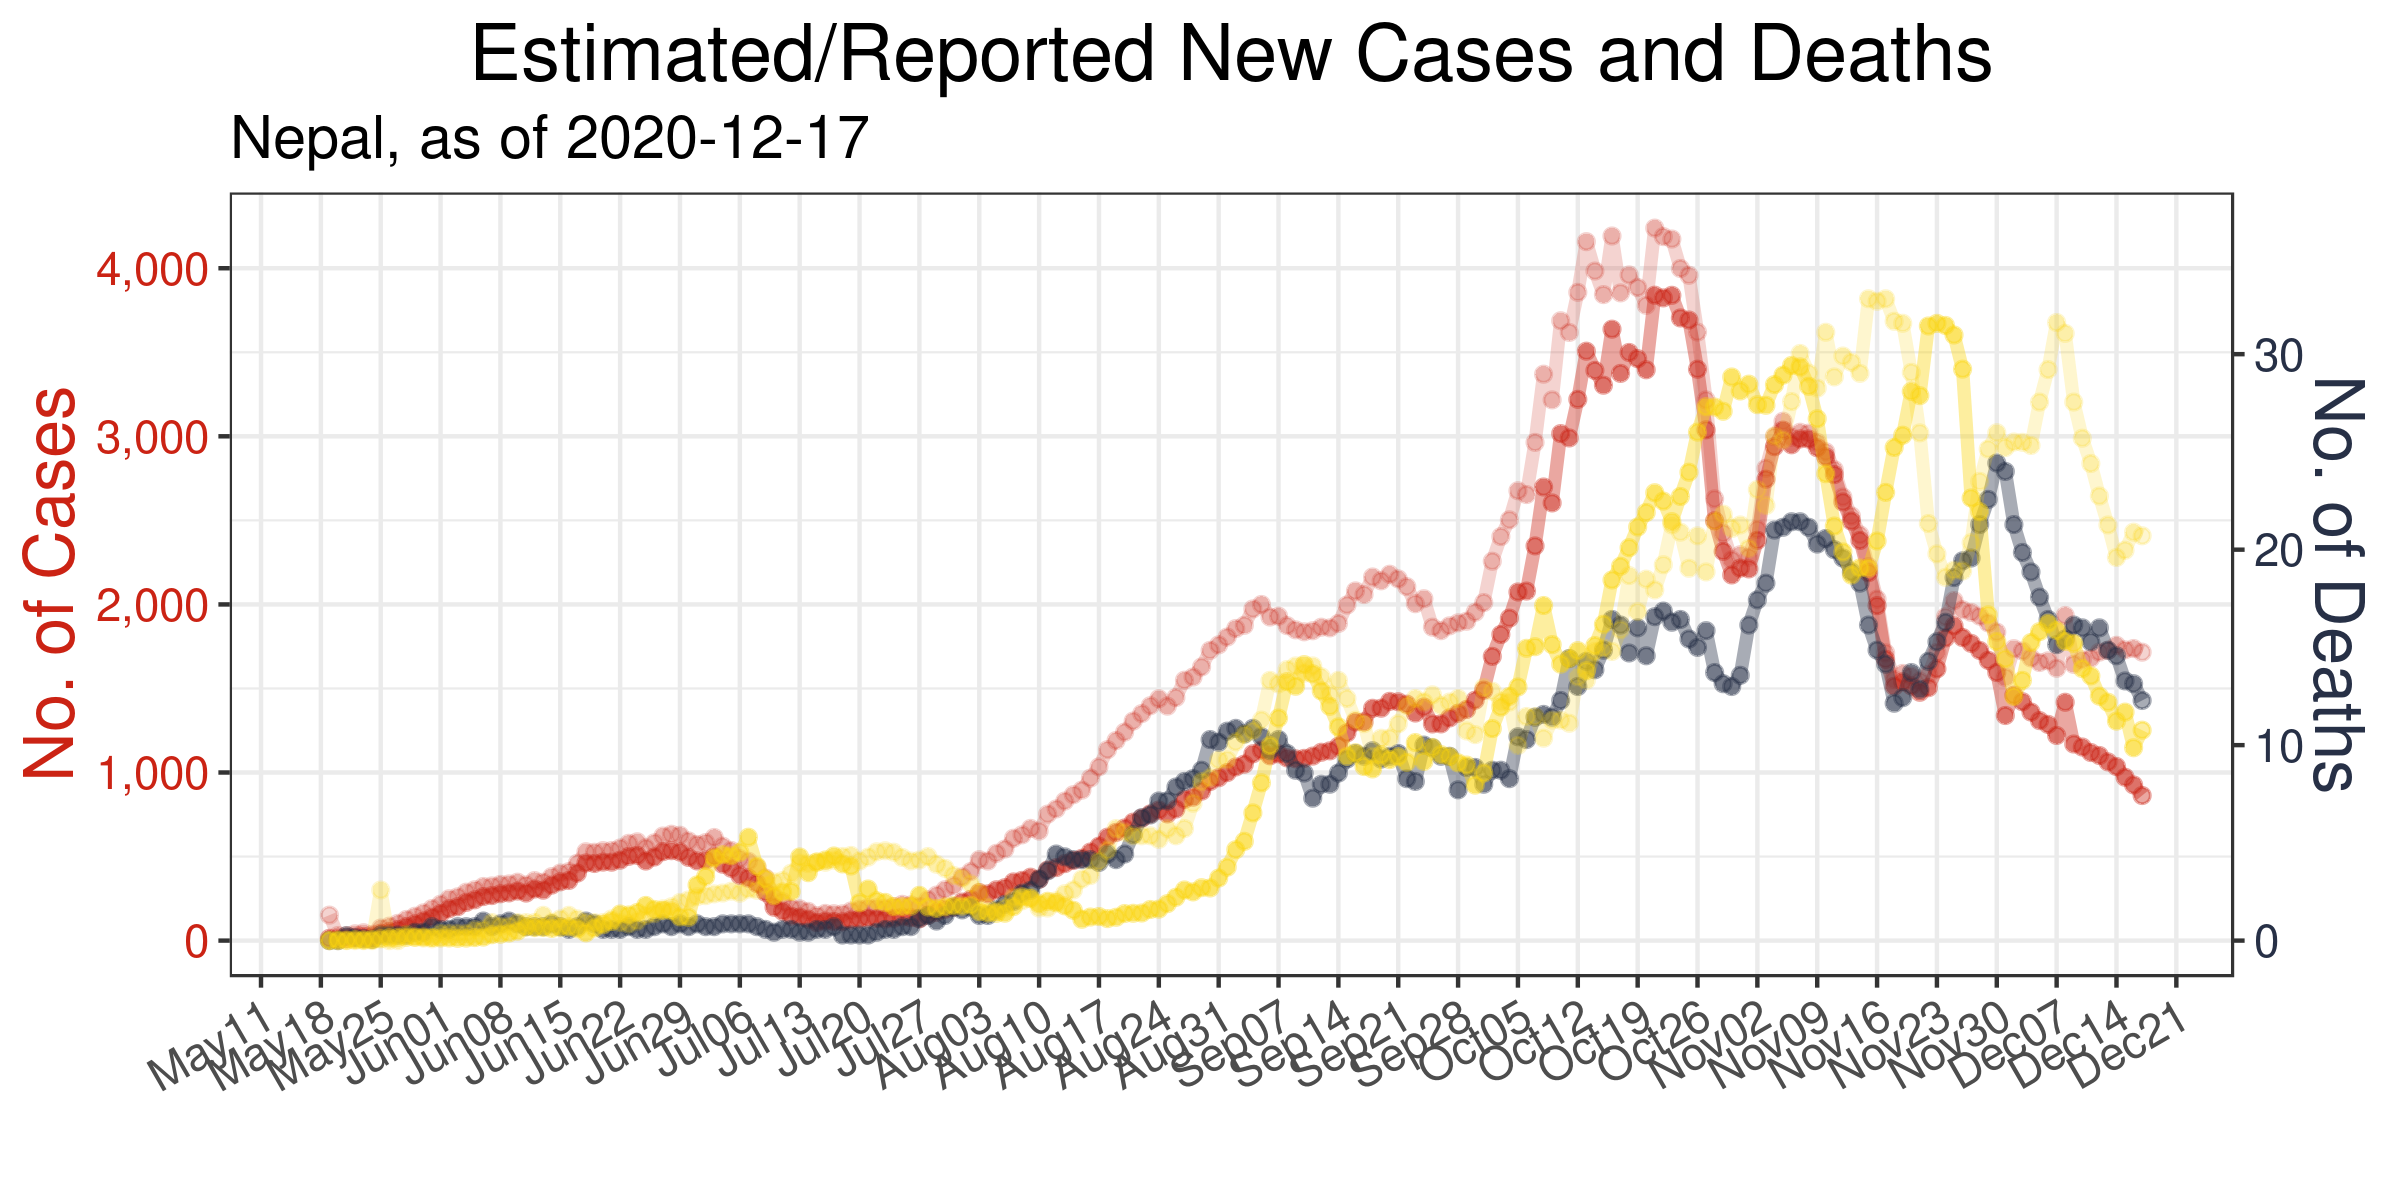 Estimated/Reported New Cases and Deaths
Nepal, as of 2020-12-17
No. of Cases
4,000
3,000
2,000
1,000
0
No. of Deaths
30
20
10
0
May11
May18
May25
Jun01
Jun08
Jun15
Jun22
Jun29
Jul06
Jul13
Jul20
Jul27
Aug03
Aug10
Aug17
Aug24
Aug31
Sep07
Sep14
Sep21
Sep28
Oct05
Oct12
Oct19
Oct26
Nov02
Nov09
Nov16
Nov23
Nov30
Dec07
Dec14
Dec21